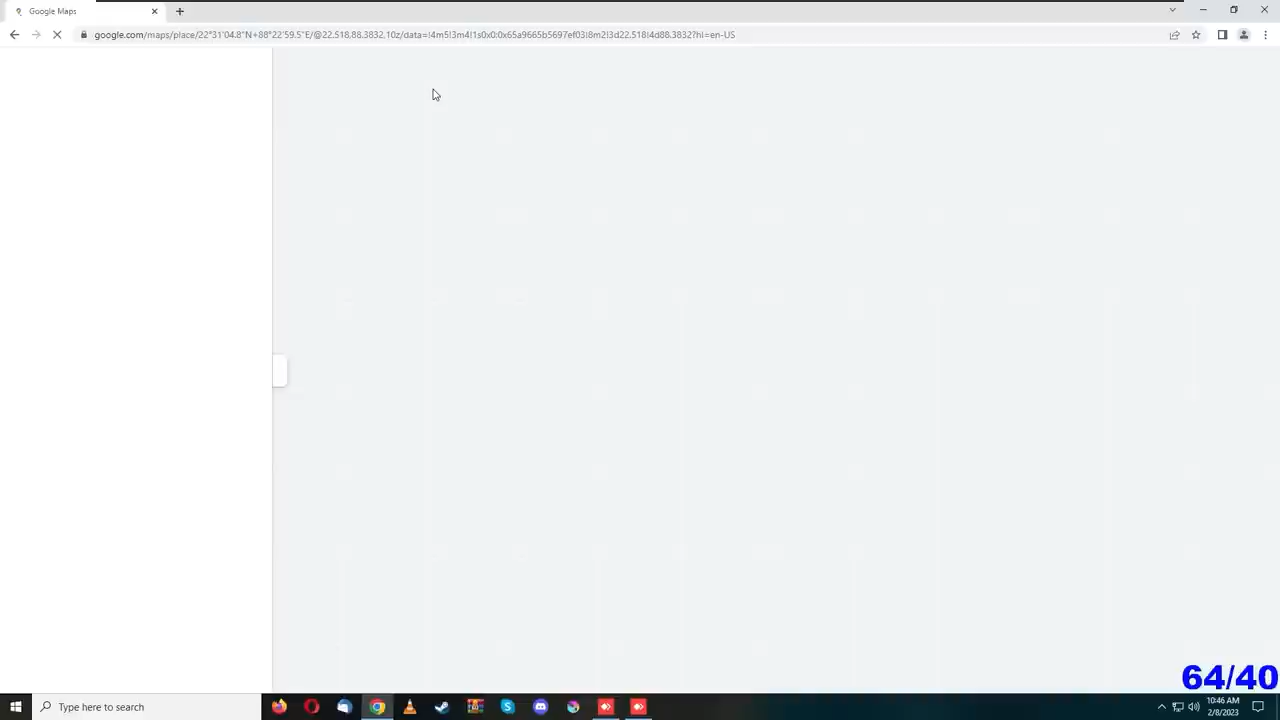 Google Maps
google.com/maps/place/22°31'04.8"N+88°22'59.5"E/@22.518,88.3832,10z/data=!4m5!3m4!1s0x0:0x65a9665b5697ef03!8m2!3d22.518!4d88.3832?hl=en-US
64/40
Type here to search
10:46 AM
2/8/2023